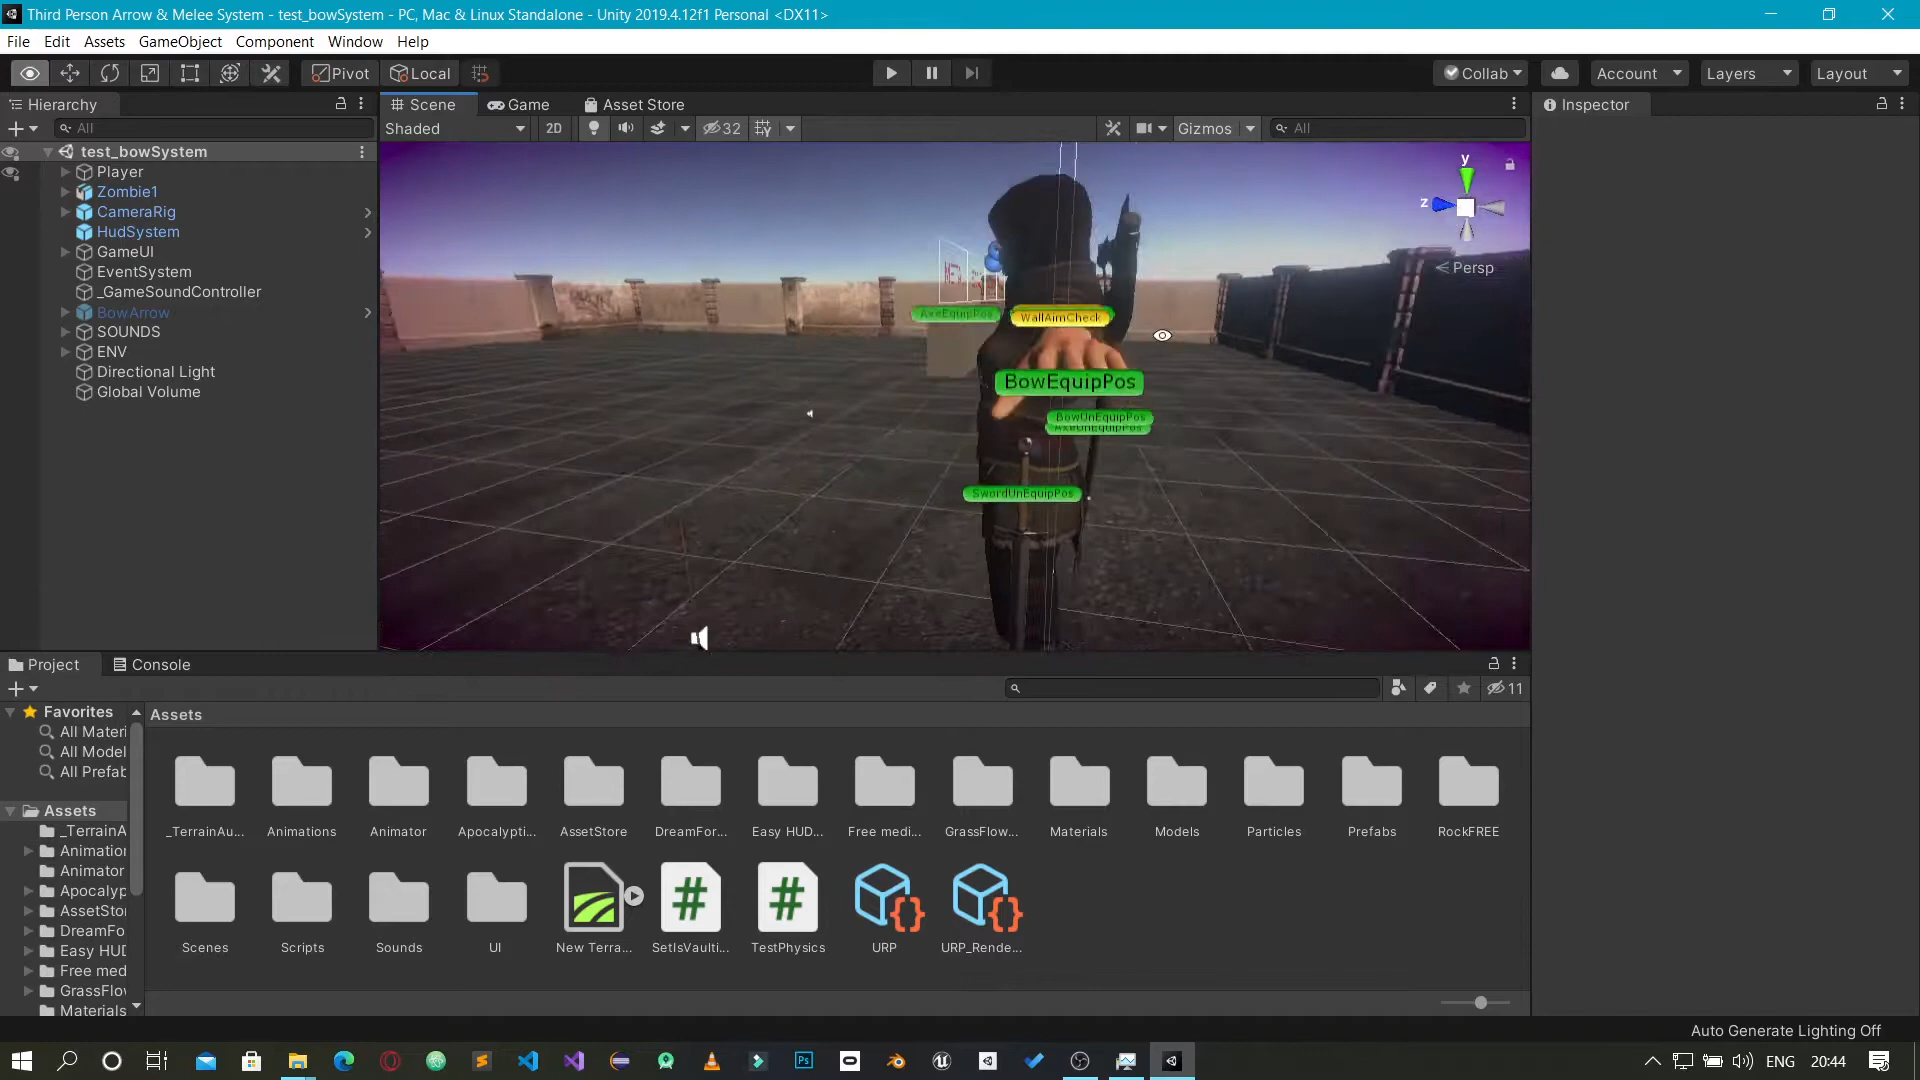 Third Person Arrow & Melee System - test_bowSystem - PC, Mac & Linux Standalone - Unity 2019.4.12f1 Personal <DX11>
File Edit Assets GameObject Component Window Help
Pivot Local Collab Account Layers Layout
Hierarchy
All
test_bowSystem
Player
Zombie1
CameraRig
HudSystem
GameUI
EventSystem
_GameSoundController
BowArrow
SOUNDS
ENV
Directional Light
Global Volume
Scene Game Asset Store
Shaded 2D 32 Gizmos All
y
z
Persp
AxeEquipPos
WallAimCheck
BowEquipPos
BowUnEquipPos
AxeUnEquipPos
SwordUnEquipPos
Inspector
Project Console
11
Favorites
All Materi
All Model
All Prefab
Assets
_TerrainA
Animation
Animator
Apocalyp
AssetStor
DreamFo
Easy HUD
Free med
GrassFlow
Materials
Assets
_TerrainAu... Animations Animator Apocalypti... AssetStore DreamFor... Easy HUD... Free medi... GrassFlow... Materials Models Particles Prefabs RockFREE
Scenes Scripts Sounds UI New Terra... SetIsVaulti... TestPhysics URP URP_Rende...
Auto Generate Lighting Off
Ps
ENG 20:44